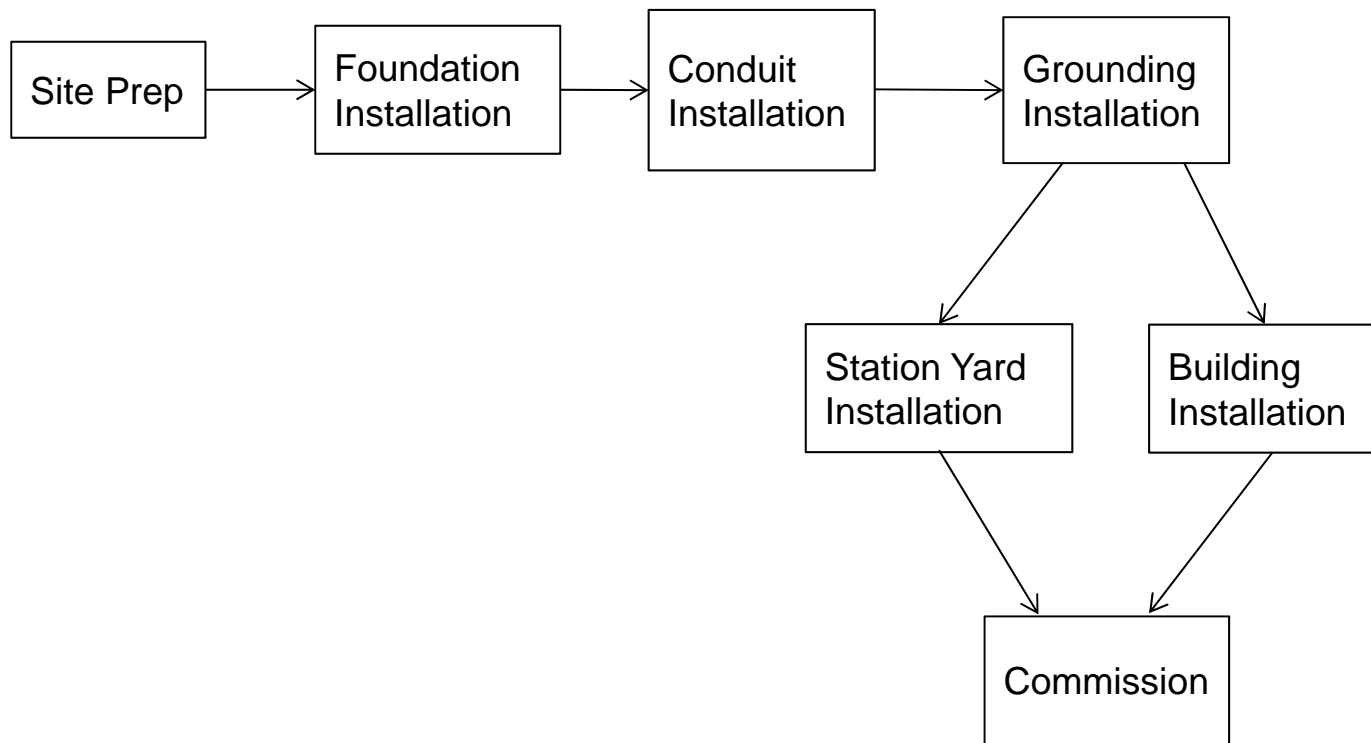 Site Prep
Foundation
Installation
Conduit
Installation
Grounding
Installation
Station Yard
Installation
Building
Installation
Commission